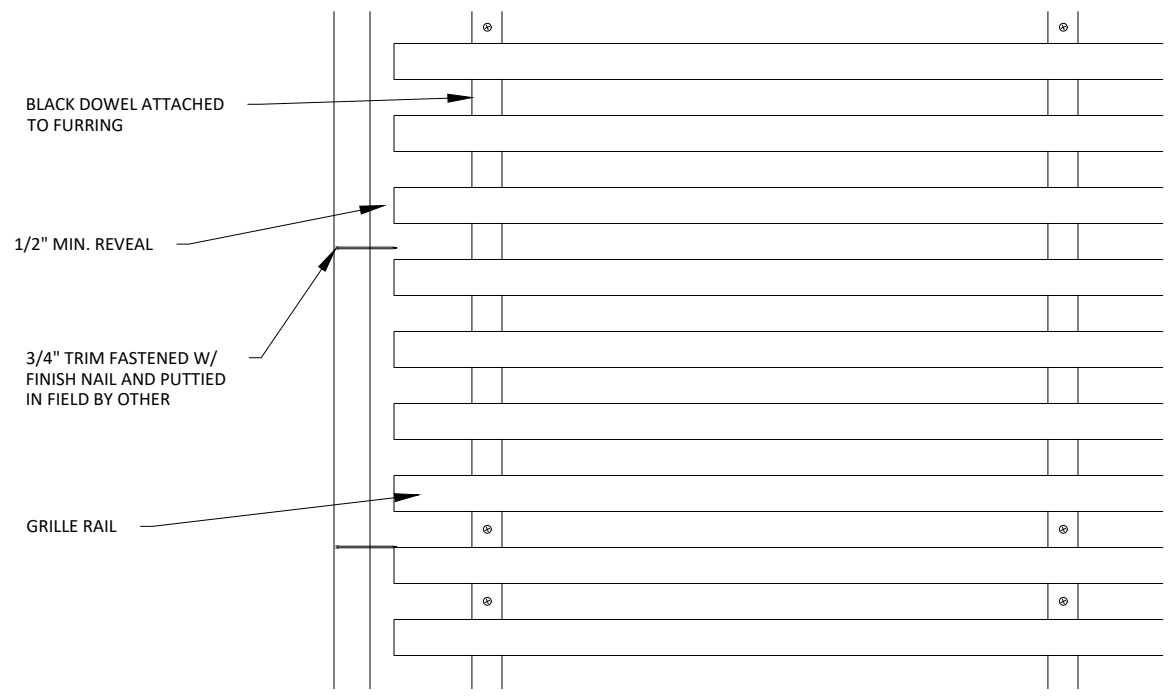 BLACK DOWEL ATTACHED
TO FURRING
1/2" MIN. REVEAL
3/4" TRIM FASTENED W/
FINISH NAIL AND PUTTIED
IN FIELD BY OTHER
GRILLE RAIL